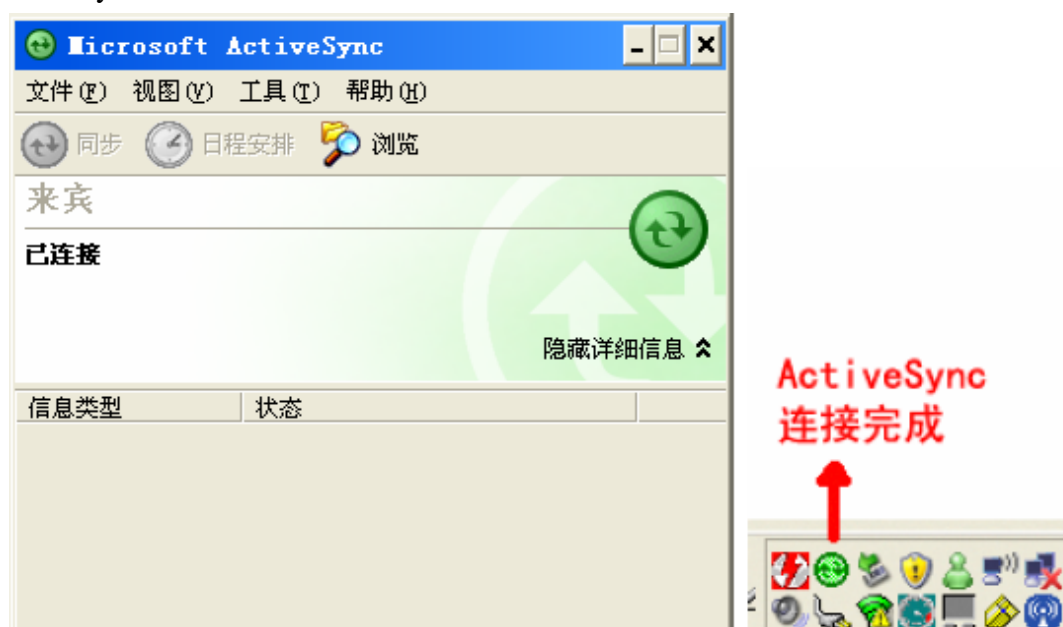 Microsoft ActiveSync
文件(F) 视图(V) 工具(T) 帮助(H)
同步 日程安排 浏览
来宾
已连接
隐藏详细信息
信息类型 状态
ActiveSync
连接完成